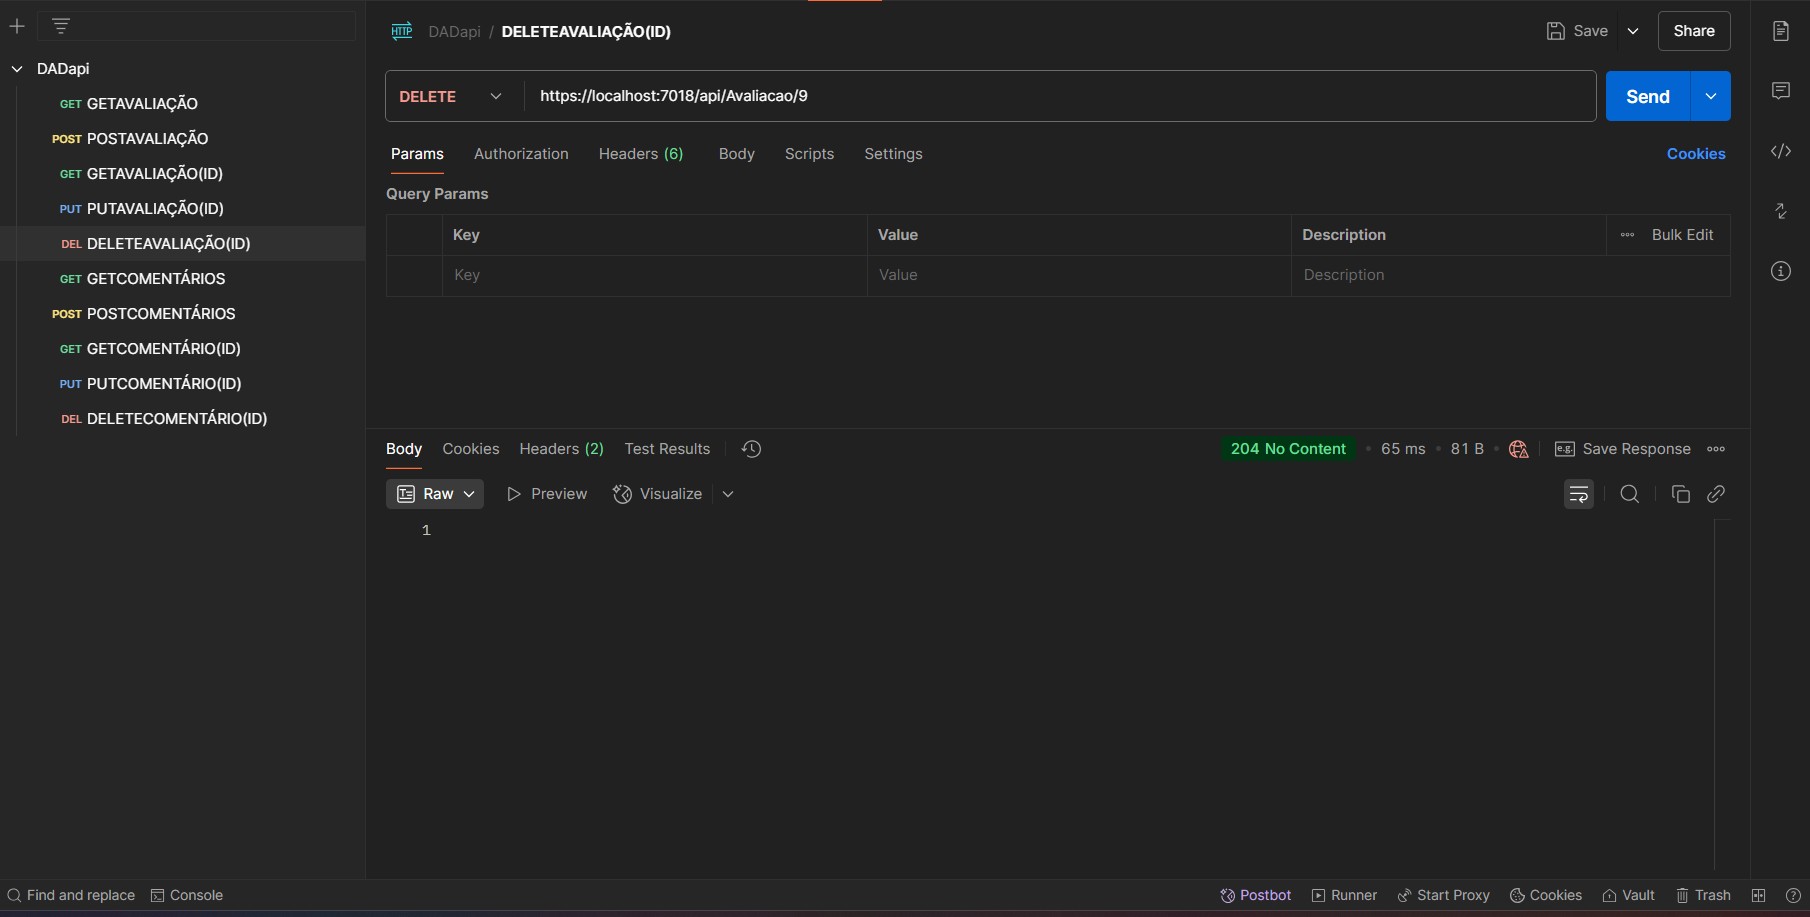 DADapi
GET GETAVALIAÇÃO
POST POSTAVALIAÇÃO
GET GETAVALIAÇÃO(ID)
PUT PUTAVALIAÇÃO(ID)
DEL DELETEAVALIAÇÃO(ID)
GET GETCOMENTÁRIOS
POST POSTCOMENTÁRIOS
GET GETCOMENTÁRIO(ID)
PUT PUTCOMENTÁRIO(ID)
DEL DELETECOMENTÁRIO(ID)
HTTP DADapi / DELETEAVALIAÇÃO(ID) Save Share
DELETE https://localhost:7018/api/Avaliacao/9 Send
Params Authorization Headers (6) Body Scripts Settings Cookies
Query Params
Key Value Description Bulk Edit
Key Value Description
Body Cookies Headers (2) Test Results 204 No Content • 65 ms • 81 B • e.g. Save Response
Raw Preview Visualize
1
Find and replace Console Postbot Runner Start Proxy Cookies Vault Trash